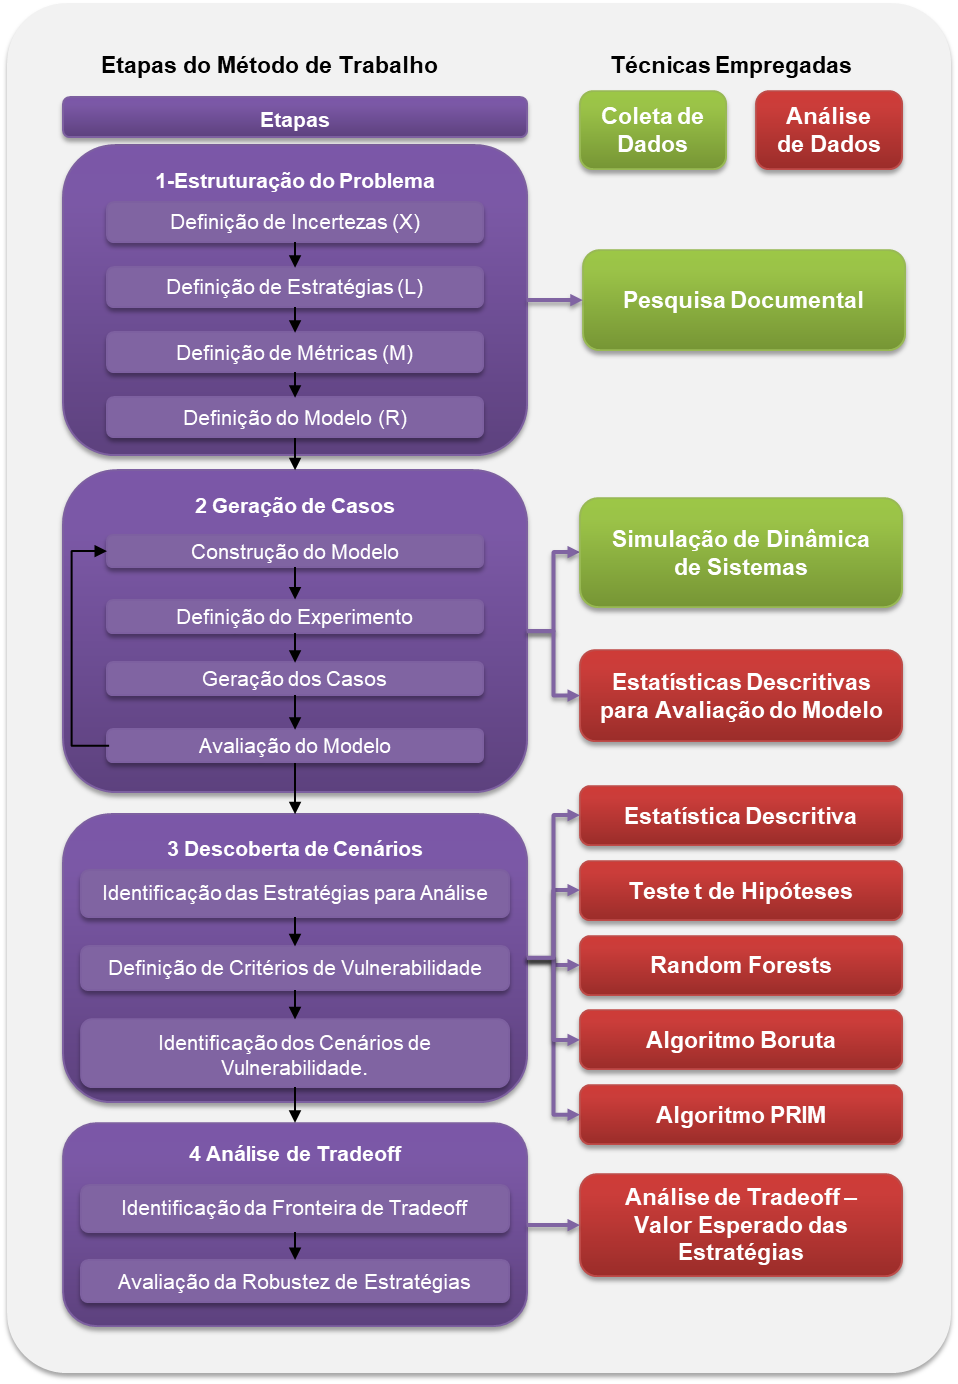 Etapas do Método de Trabalho
Técnicas Empregadas
Etapas
Coleta de
Dados
Análise
de Dados
1-Estruturação do Problema
Definição de Incertezas (X)
Definição de Estratégias (L)
Definição de Métricas (M)
Definição do Modelo (R)
Pesquisa Documental
2 Geração de Casos
Construção do Modelo
Definição do Experimento
Geração dos Casos
Avaliação do Modelo
Simulação de Dinâmica
de Sistemas
Estatísticas Descritivas
para Avaliação do Modelo
3 Descoberta de Cenários
Identificação das Estratégias para Análise
Definição de Critérios de Vulnerabilidade
Identificação dos Cenários de
Vulnerabilidade.
Estatística Descritiva
Teste t de Hipóteses
Random Forests
Algoritmo Boruta
Algoritmo PRIM
4 Análise de Tradeoff
Identificação da Fronteira de Tradeoff
Avaliação da Robustez de Estratégias
Análise de Tradeoff –
Valor Esperado das
Estratégias